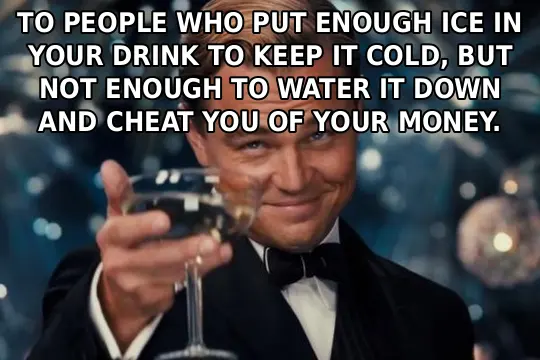 TO PEOPLE WHO PUT ENOUGH ICE IN
YOUR DRINK TO KEEP IT COLD, BUT
NOT ENOUGH TO WATER IT DOWN
AND CHEAT YOU OF YOUR MONEY.